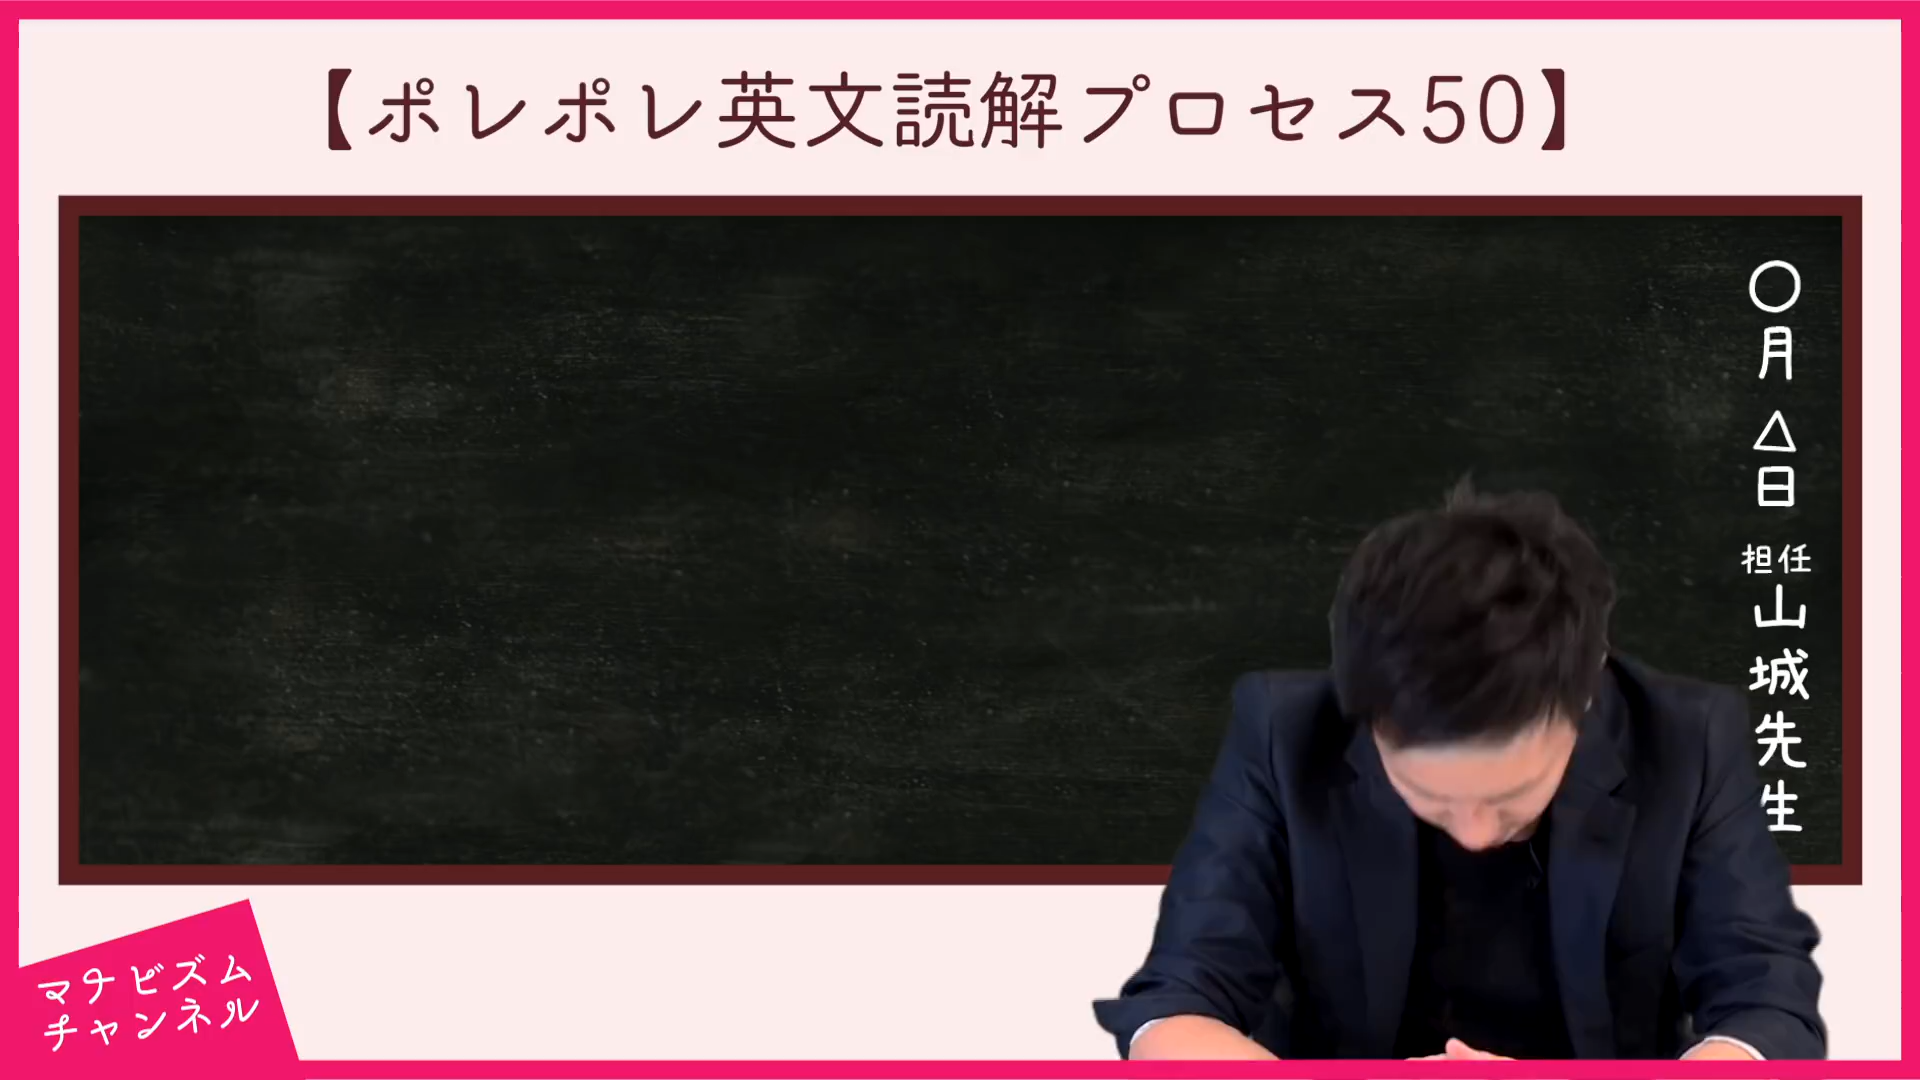 【ポレポレ英文読解プロセス50】
〇月
△日
担任
山城先生
マナビズム
チャンネル